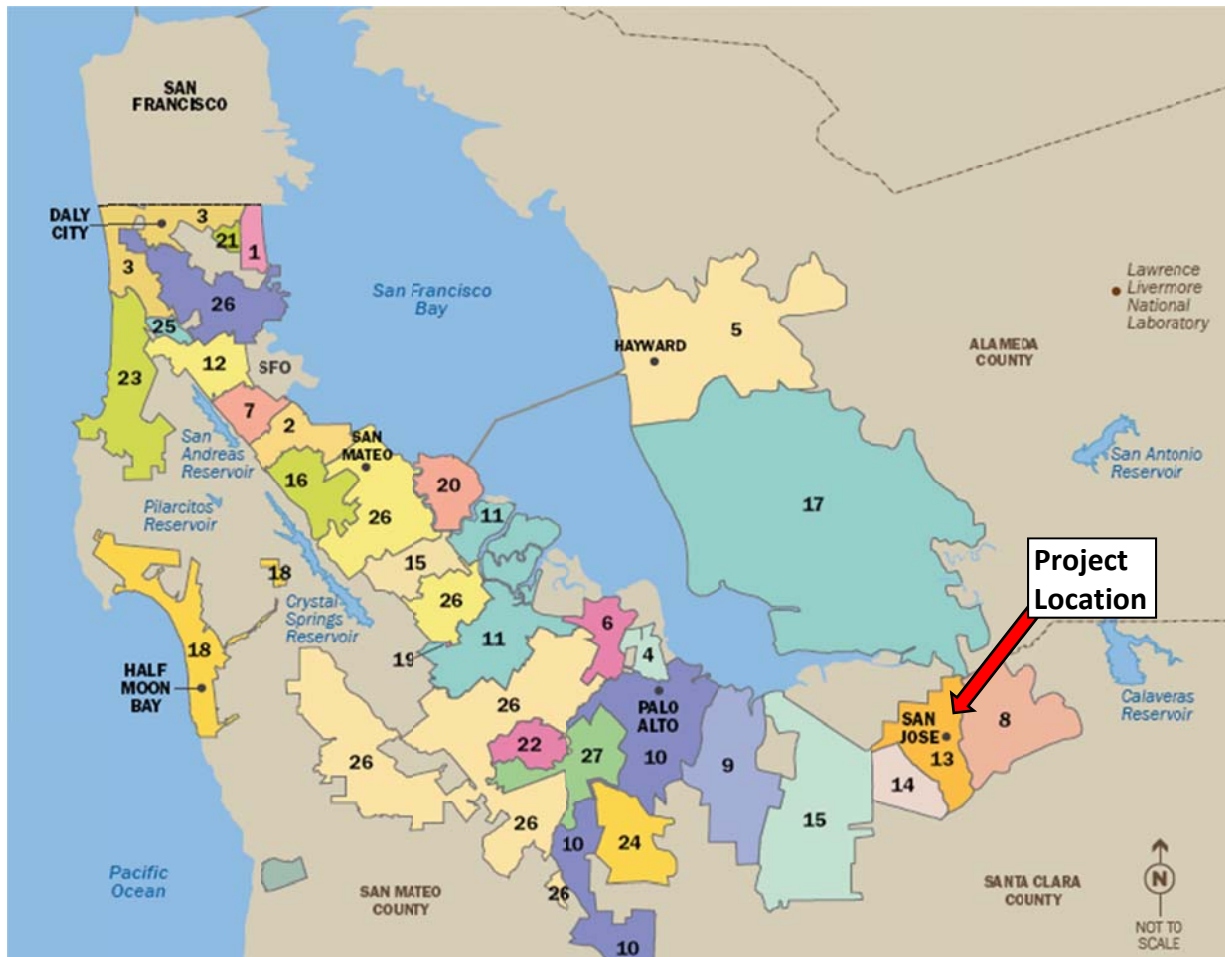 SAN
FRANCISCO
DALY
CITY
3
21
1
3
26
San Francisco
Bay
25
12
SFO
23
7
2
SAN
MATEO
San
Andreas
Reservoir
16
26
20
11
Pilarcitos
Reservoir
15
18
26
Crystal
Springs
Reservoir
11
19
6
4
18
HALF
MOON
BAY
26
22
27
PALO
ALTO
10
9
26
26
10
24
15
26
10
Pacific
Ocean
SAN MATEO
COUNTY
HAYWARD
5
Lawrence
Livermore
National
Laboratory
ALAMEDA
COUNTY
San Antonio
Reservoir
17
Project
Location
Calaveras
Reservoir
SAN
JOSE
8
13
14
SANTA CLARA
COUNTY
N
NOT TO
SCALE